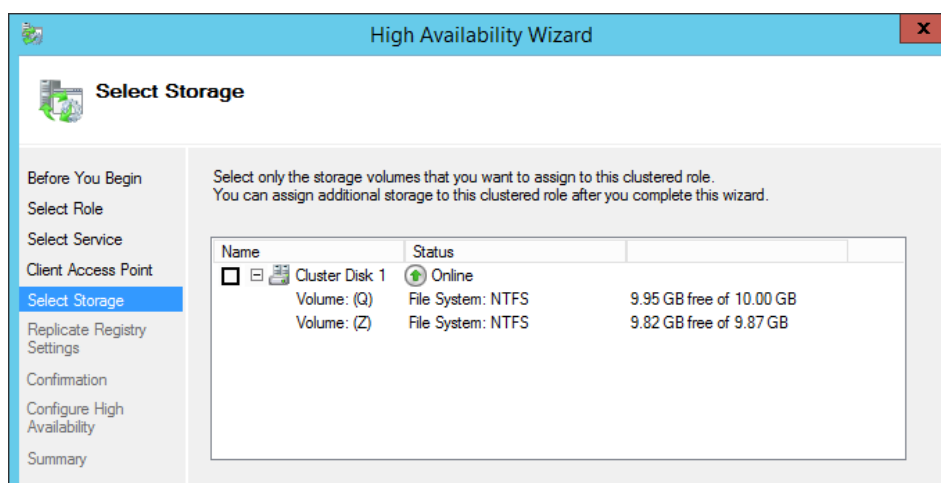 High Availability Wizard
x
Select Storage
Before You Begin
Select Role
Select Service
Client Access Point
Select Storage
Replicate Registry
Settings
Confirmation
Configure High
Availability
Summary
Select only the storage volumes that you want to assign to this clustered role.
You can assign additional storage to this clustered role after you complete this wizard.
Name Status
Cluster Disk 1 Online
Volume: (Q) File System: NTFS 9.95 GB free of 10.00 GB
Volume: (Z) File System: NTFS 9.82 GB free of 9.87 GB